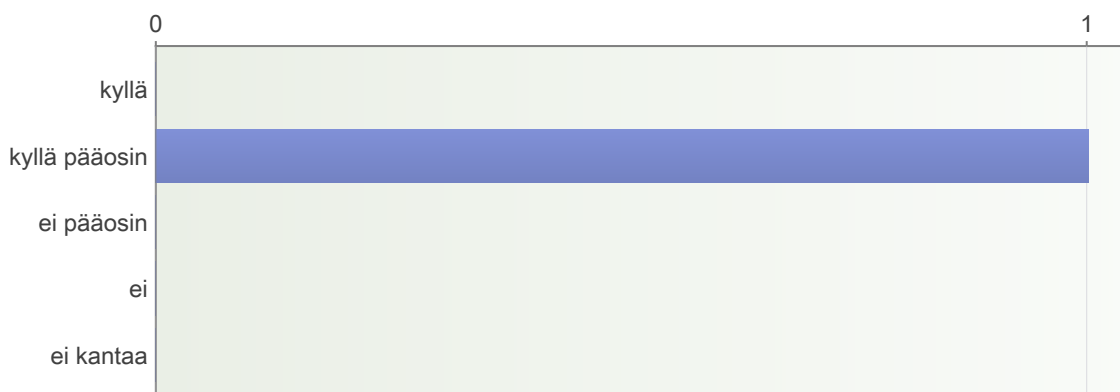 0 1
kyllä
kyllä pääosin
ei pääosin
ei
ei kantaa